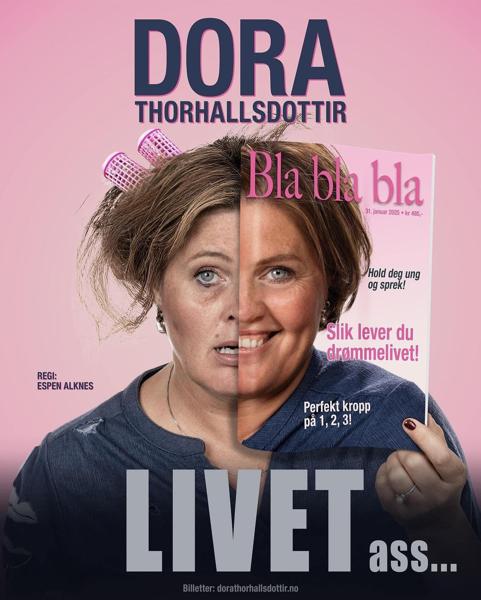 DORA
THORHALLSDOTTIR
Bla bla bla
31. januar 2025 • kr 485,-
Hold deg ung
og sprek!
Slik lever du
drømmelivet!
REGI:
ESPEN ALKNES
Perfekt kropp
på 1, 2, 3!
LIVET ass...
Billetter: dorathorhallsdottir.no